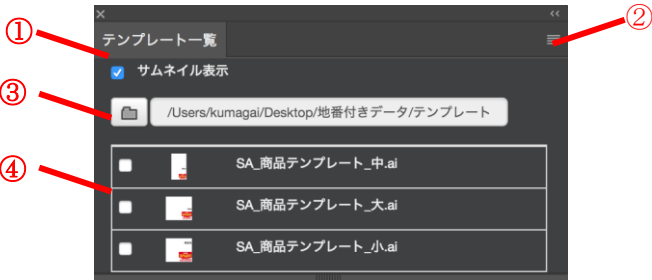 ①
②
テンプレート一覧
サムネイル表示
③
/Users/kumagai/Desktop/地番付きデータ/テンプレート
④
SA_商品テンプレート_中.ai
SA_商品テンプレート_大.ai
SA_商品テンプレート_小.ai